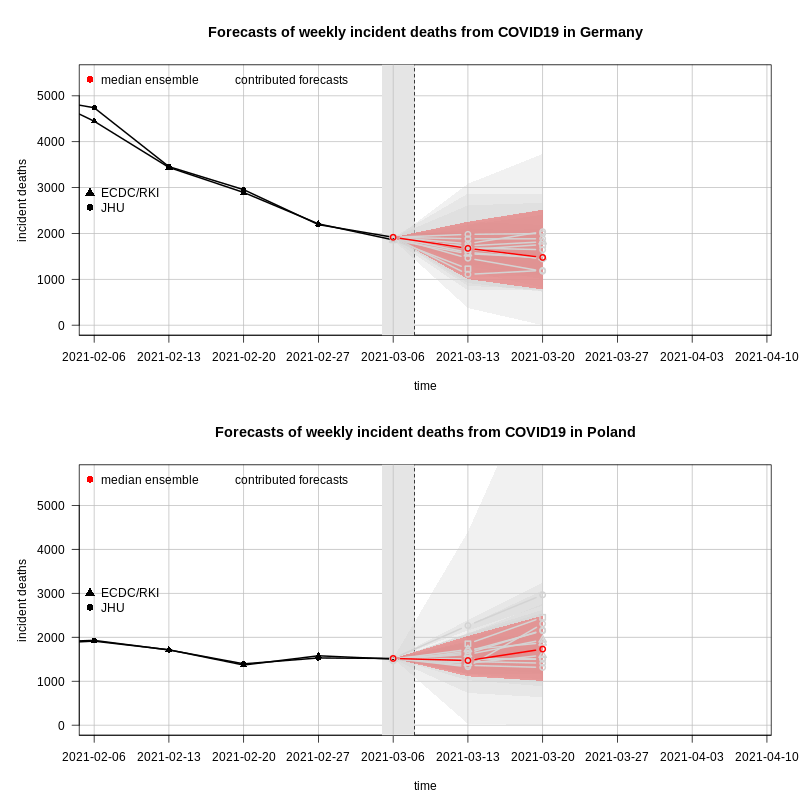 Forecasts of weekly incident deaths from COVID19 in Germany
median ensemble contributed forecasts
5000
4000
3000
2000
1000
0
incident deaths
ECDC/RKI
JHU
2021-02-06 2021-02-13 2021-02-20 2021-02-27 2021-03-06 2021-03-13 2021-03-20 2021-03-27 2021-04-03 2021-04-10
time
Forecasts of weekly incident deaths from COVID19 in Poland
median ensemble contributed forecasts
5000
4000
3000
2000
1000
0
incident deaths
ECDC/RKI
JHU
2021-02-06 2021-02-13 2021-02-20 2021-02-27 2021-03-06 2021-03-13 2021-03-20 2021-03-27 2021-04-03 2021-04-10
time